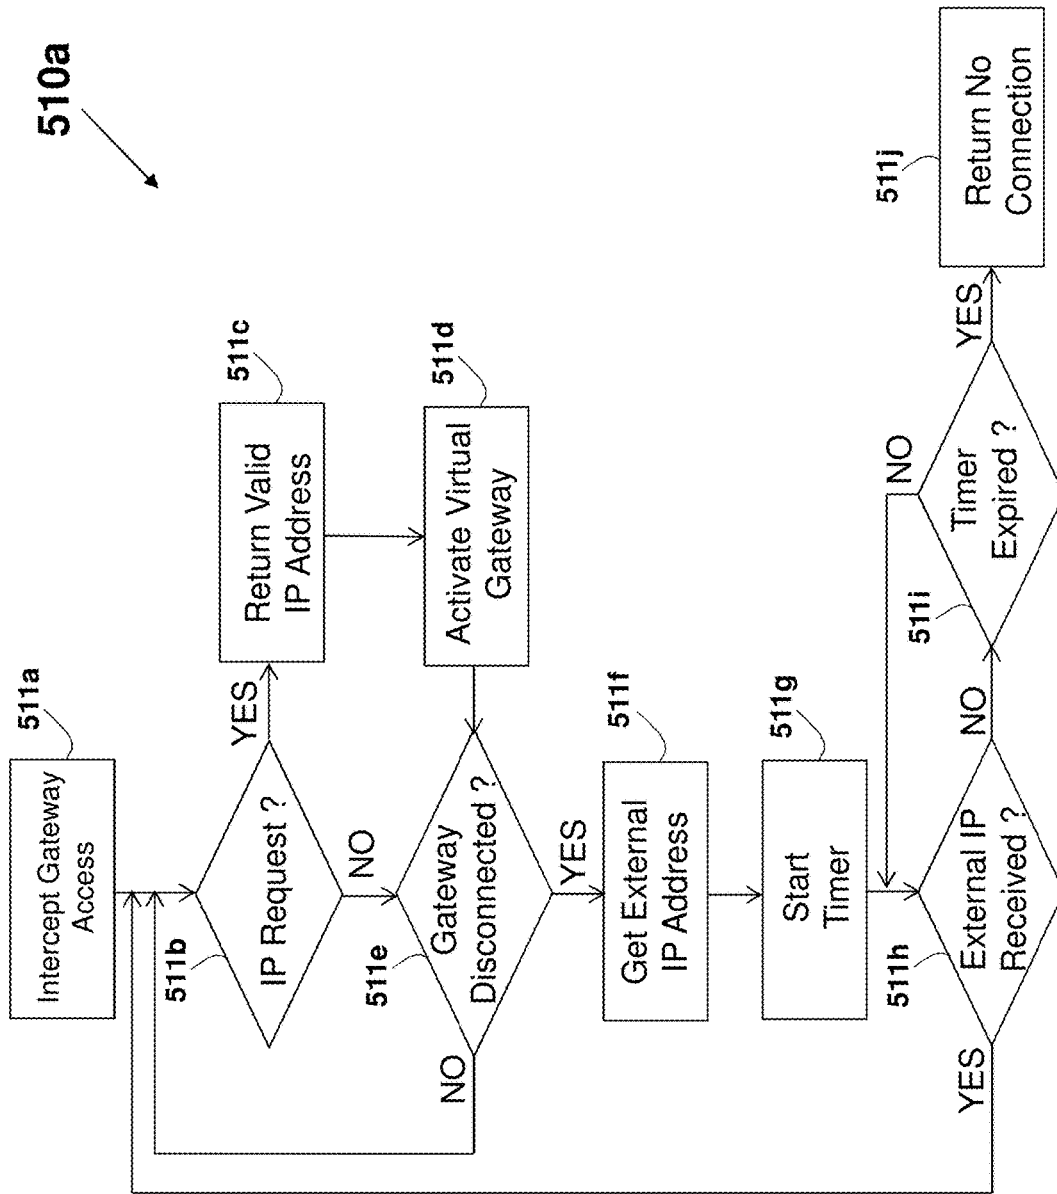 510a
511a
Intercept Gateway
Access
511b
IP Request ?
YES
NO
511c
Return Valid
IP Address
511d
Activate Virtual
Gateway
511e
Gateway
Disconnected ?
NO
YES
511f
Get External
IP Address
511g
Start
Timer
511h
External IP
Received ?
YES
NO
511i
Timer
Expired ?
NO
YES
511j
Return No
Connection